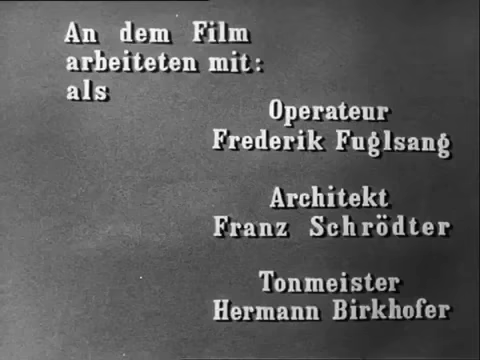 An dem Film
arbeiteten mit:
als
Operateur
Frederik Fuglsang
Architekt
Franz Schrödter
Tonmeister
Hermann Birkhofer